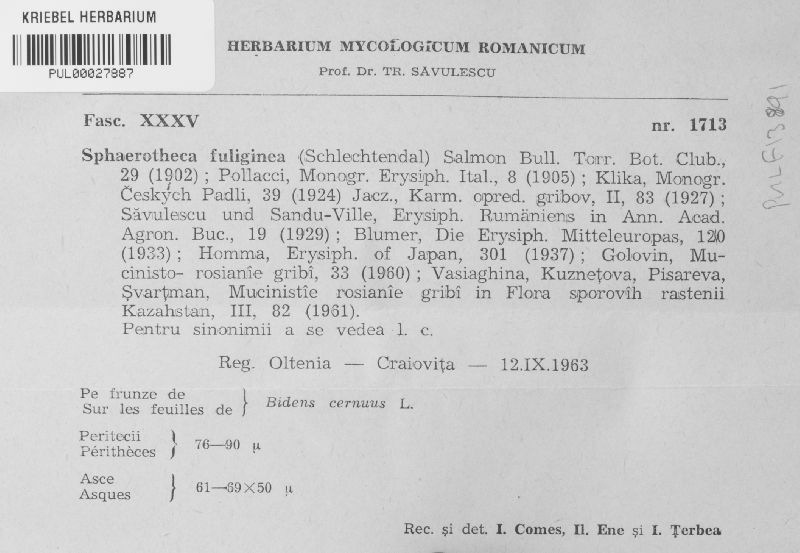 KRIEBEL HERBARIUM
PUL00027887
HERBARIUM MYCOLOGICUM ROMANICUM
Prof. Dr. TR. SĂVULESCU
Fasc. XXXV nr. 1713
Sphaerotheca fuliginea (Schlechtendal) Salmon Bull. Torr. Bot. Club.,
29 (1902) ; Pollacci, Monogr. Erysiph. Ital., 8 (1905) ; Klika, Monogr.
Českých Padli, 39 (1924) Jacz., Karm. opred. gribov, II, 83 (1927) ;
Săvulescu und Sandu-Ville, Erysiph. Rumäniens in Ann. Acad.
Agron. Buc., 19 (1929) ; Blumer, Die Erysiph. Mitteleuropas, 120
(1933) ; Homma, Erysiph. of Japan, 301 (1937) ; Golovin, Mu-
cinisto- rosianîe gribî, 33 (1960) ; Vasiaghina, Kuznețova, Pisareva,
Șvarțman, Mucinistîe rosianîe gribî in Flora sporovîh rastenii
Kazahstan, III, 82 (1961).
Pentru sinonimii a se vedea l. c.
Reg. Oltenia — Craiovița — 12.IX.1963
Pe frunze de
Sur les feuilles de } Bidens cernuus L.
Peritecii
Périthèces } 76—90 μ
Asce
Asques } 61—69×50 μ
Rec. și det. I. Comes, Il. Ene și I. Țerbea
PUL F13891